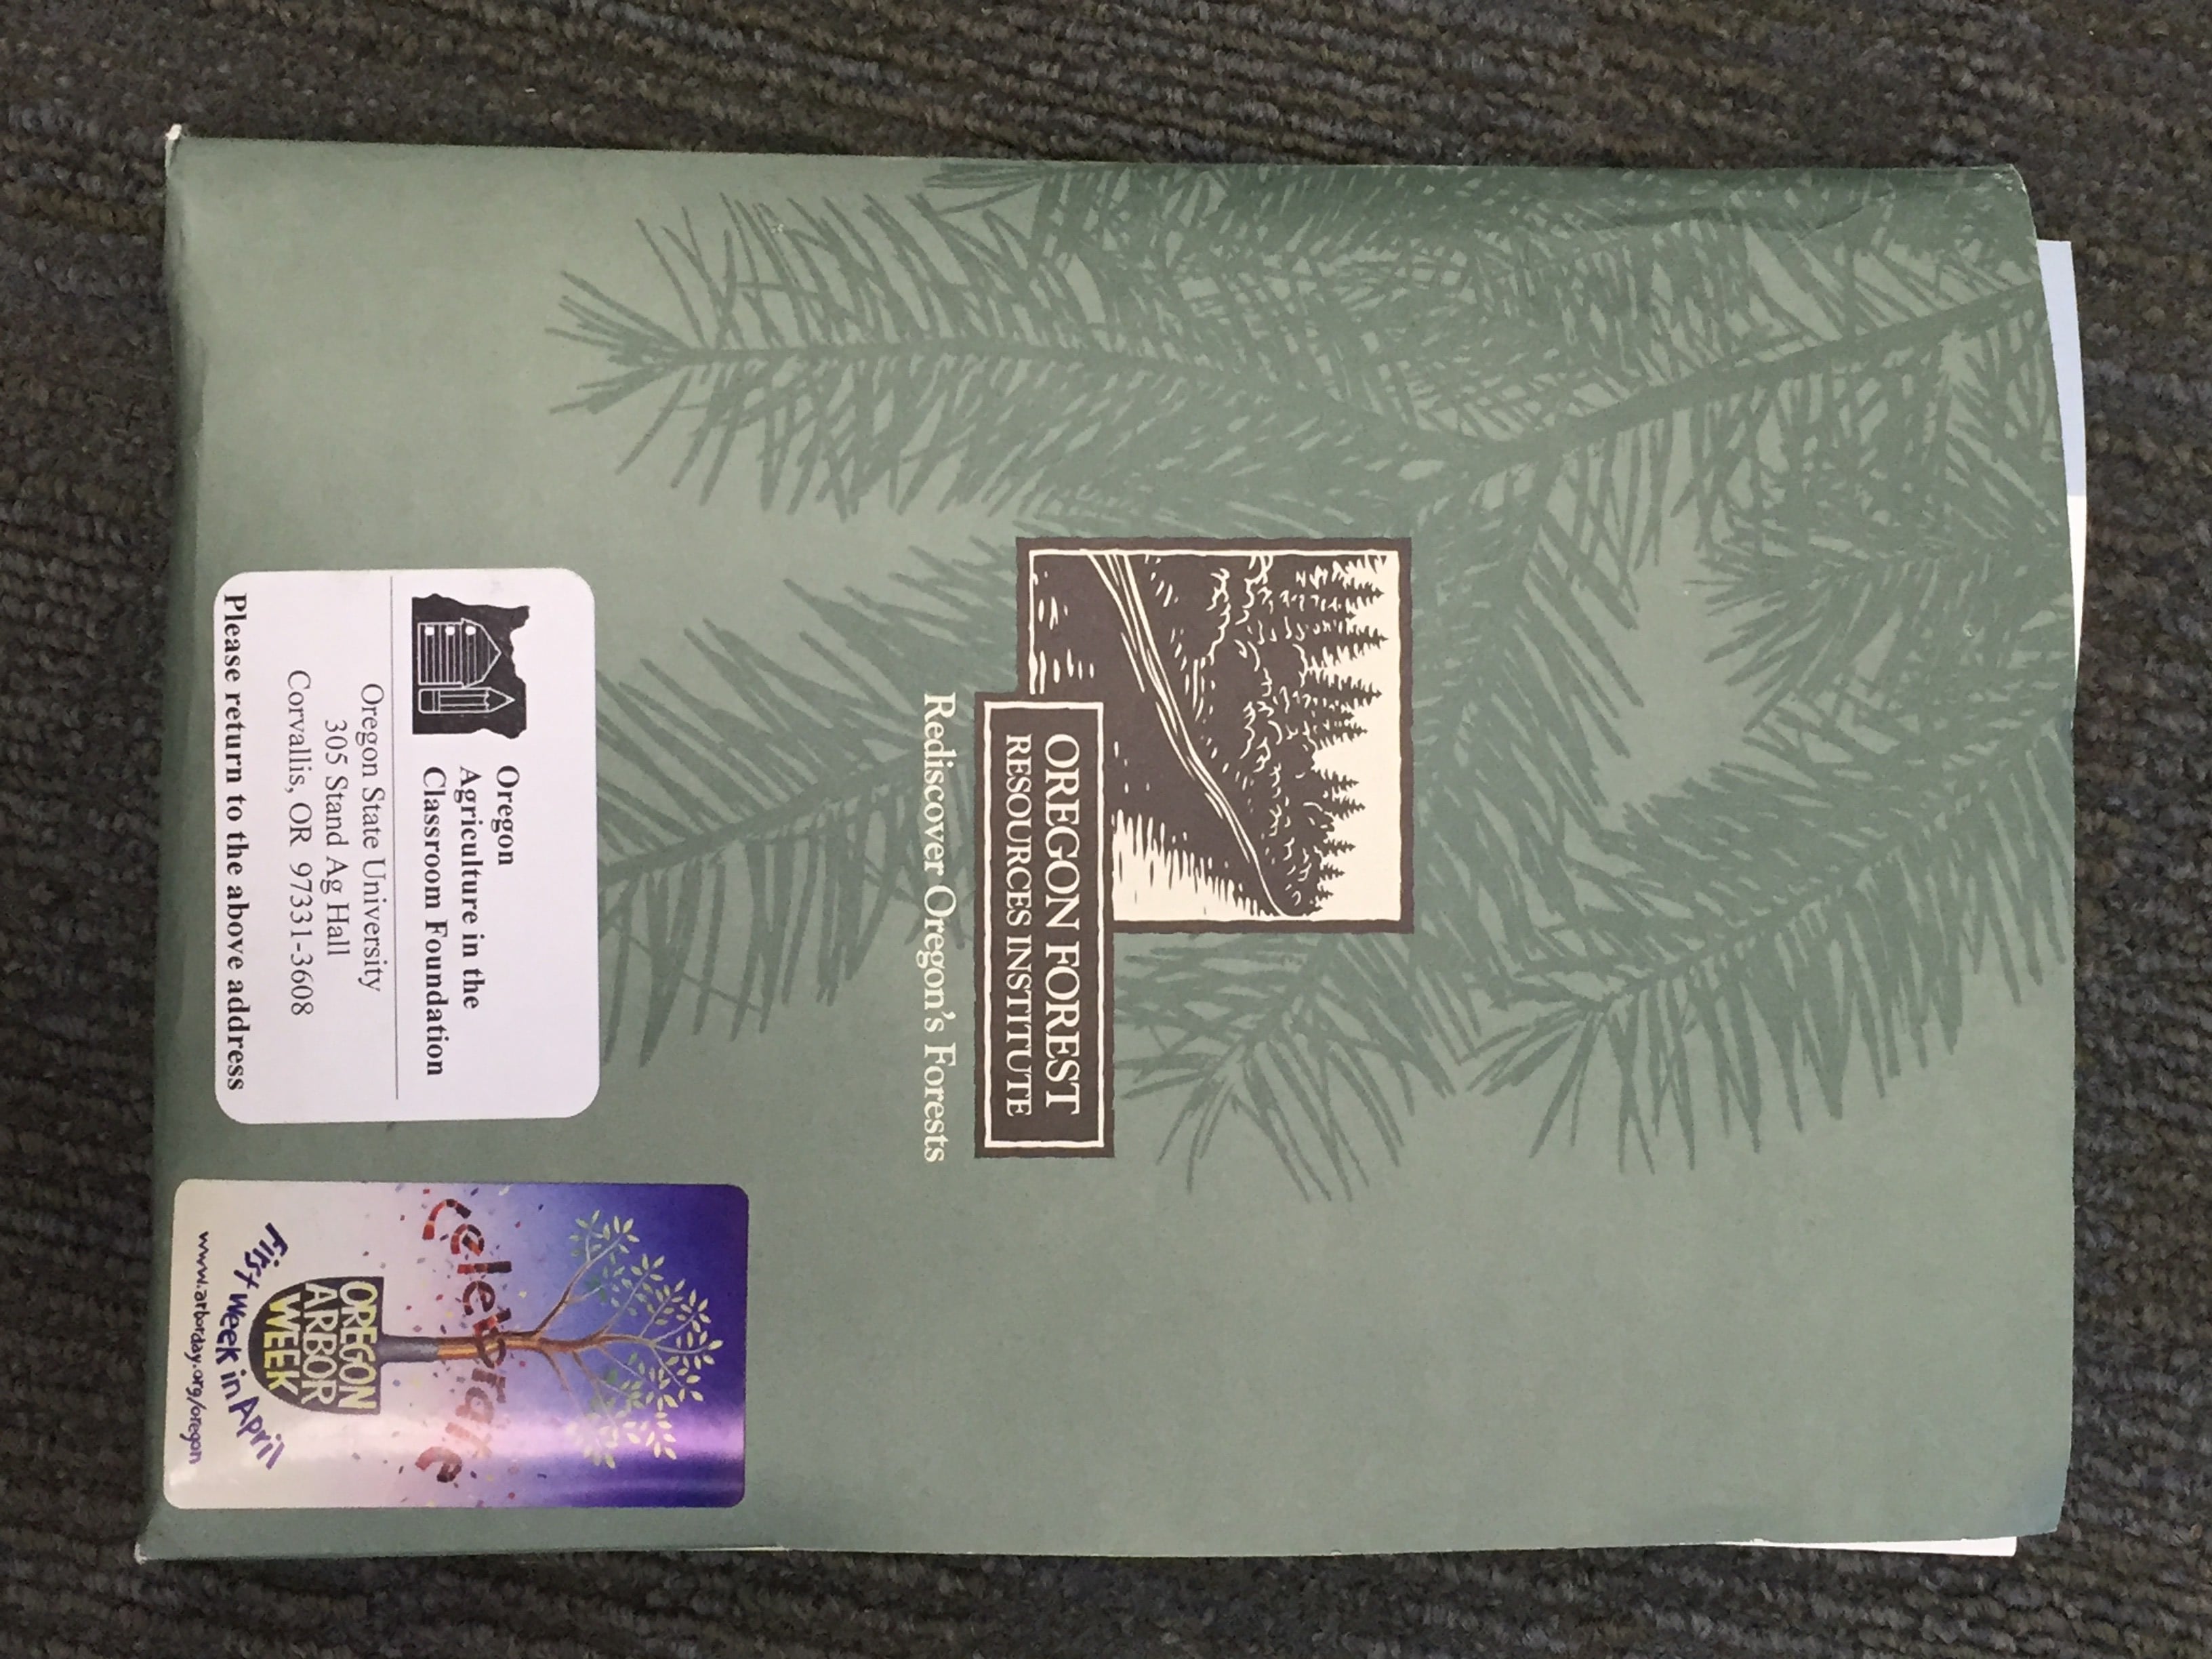 OREGON FOREST
RESOURCES INSTITUTE
Rediscover Oregon's Forests
Oregon
Agriculture in the
Classroom Foundation
Oregon State University
305 Stand Ag Hall
Corvallis, OR 97331-3608
Please return to the above address
celebrate
OREGON
ARBOR
WEEK
First week in April
www.arborday.org/oregon